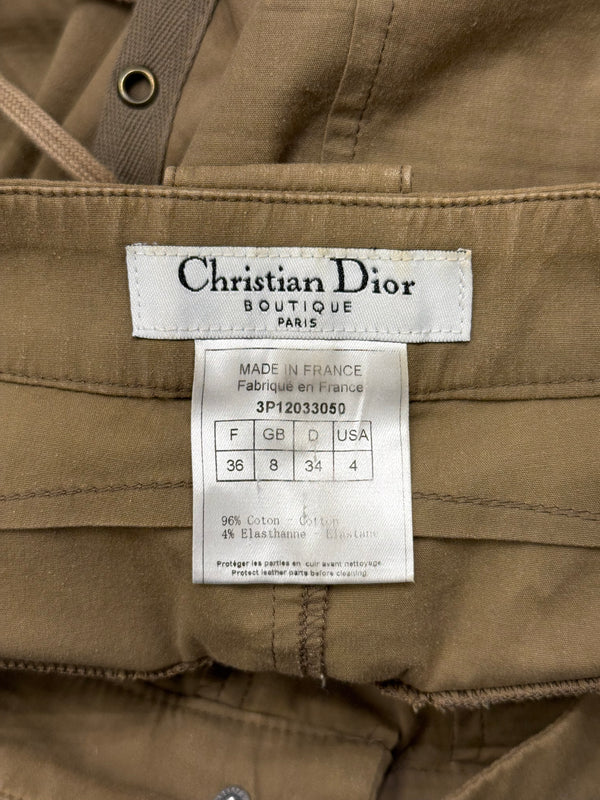 Christian Dior
BOUTIQUE
PARIS
MADE IN FRANCE
Fabriqué en France
3P12033050
F GB D USA
36 8 34 4
96% Coton - Cotton
4% Elasthanne - Elastane
Protéger les parties en cuir avant nettoyage.
Protect leather parts before cleaning.